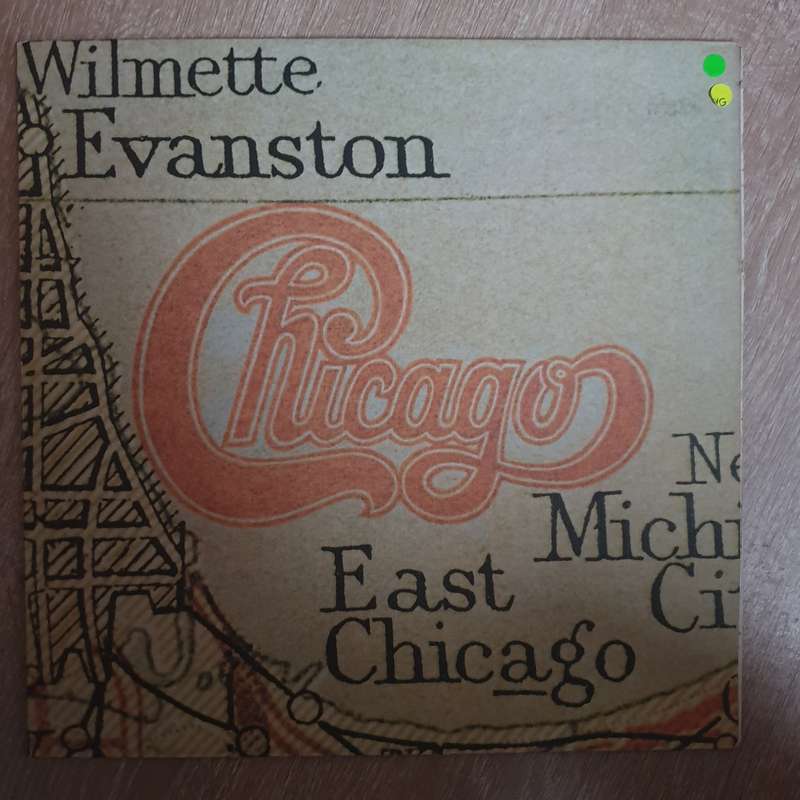 Wilmette
Evanston
VG
Chicago
Ne
Michi
Ci
East
Chicago